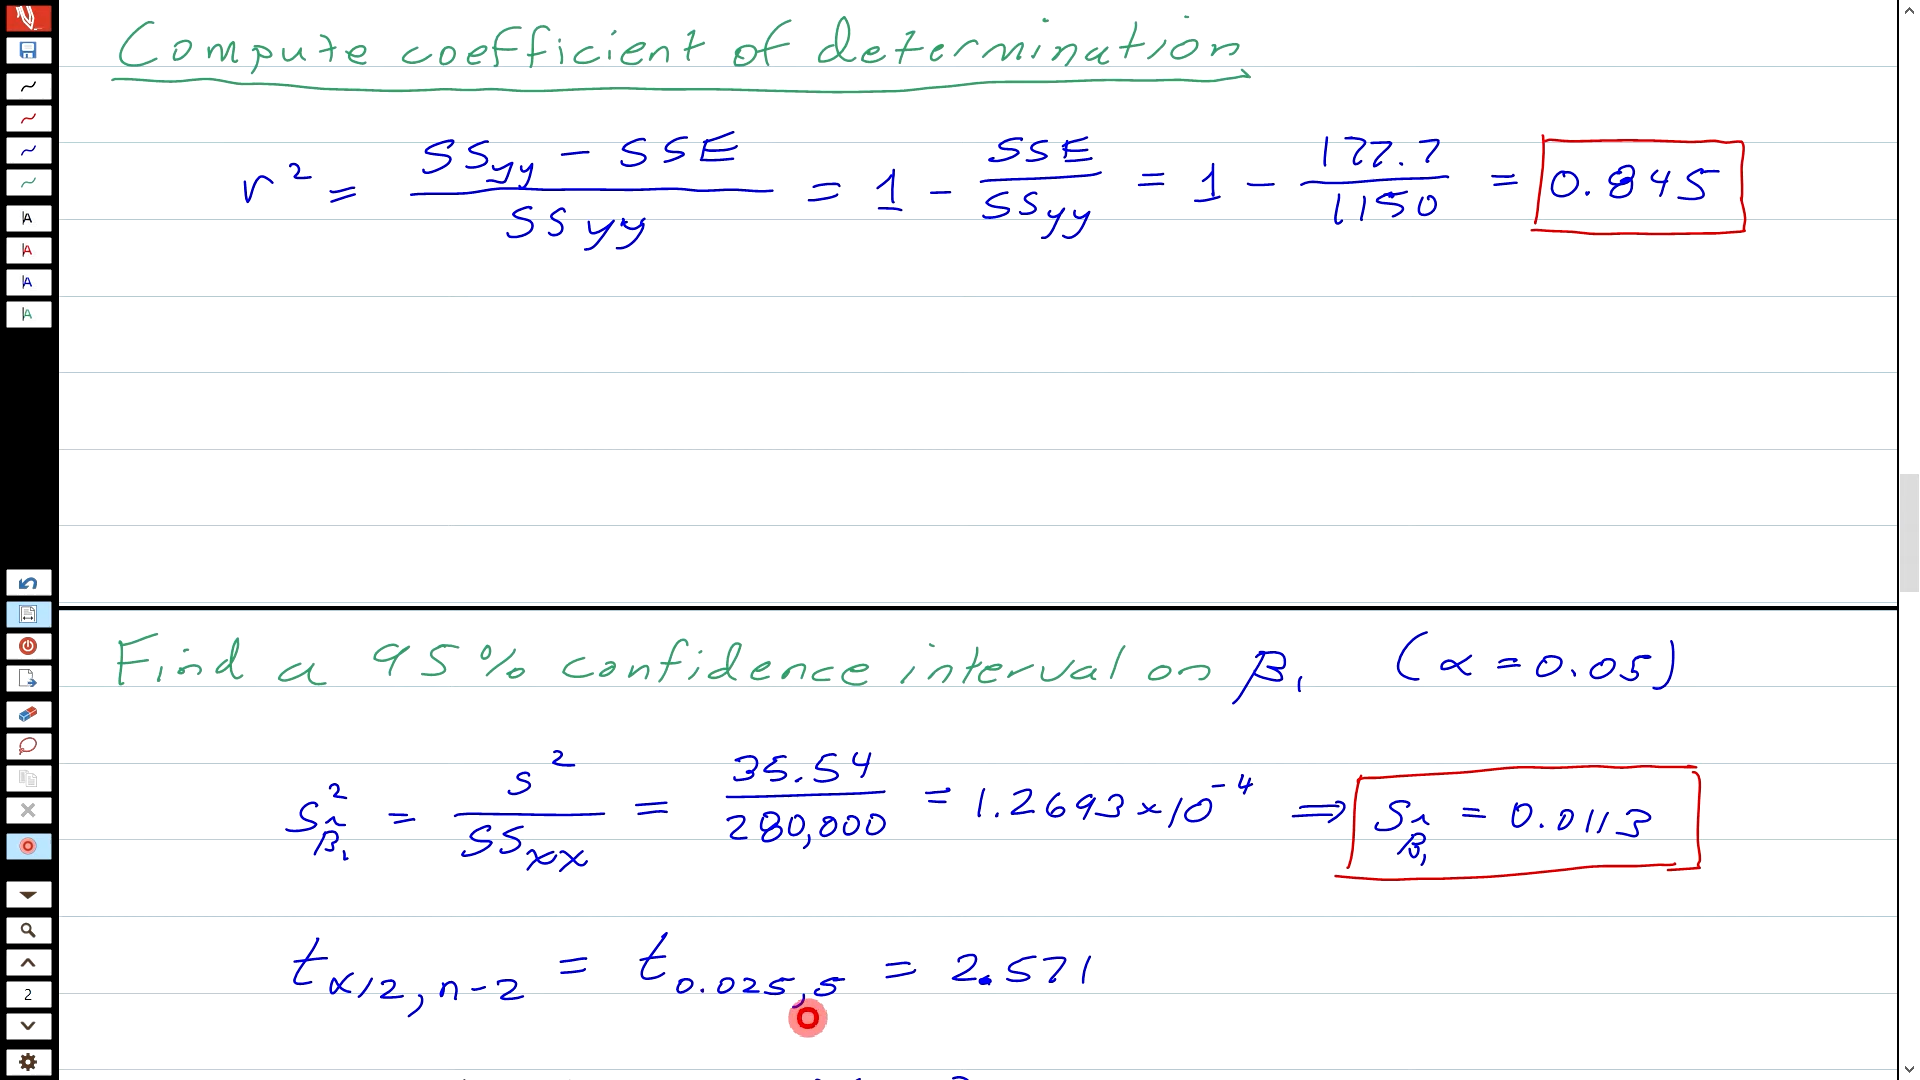 Compute coefficient of determination
r² = (SSyy - SSE) / SSyy = 1 - SSE / SSyy = 1 - 177.7 / 1150 = 0.845
Find a 95% confidence interval on β₁ (α = 0.05)
S²β̂₁ = s² / SSxx = 35.54 / 280,000 = 1.2693 × 10⁻⁴ ⇒ Sβ̂₁ = 0.0113
t α/2, n-2 = t 0.025,5 = 2.571
A
A
A
A
2